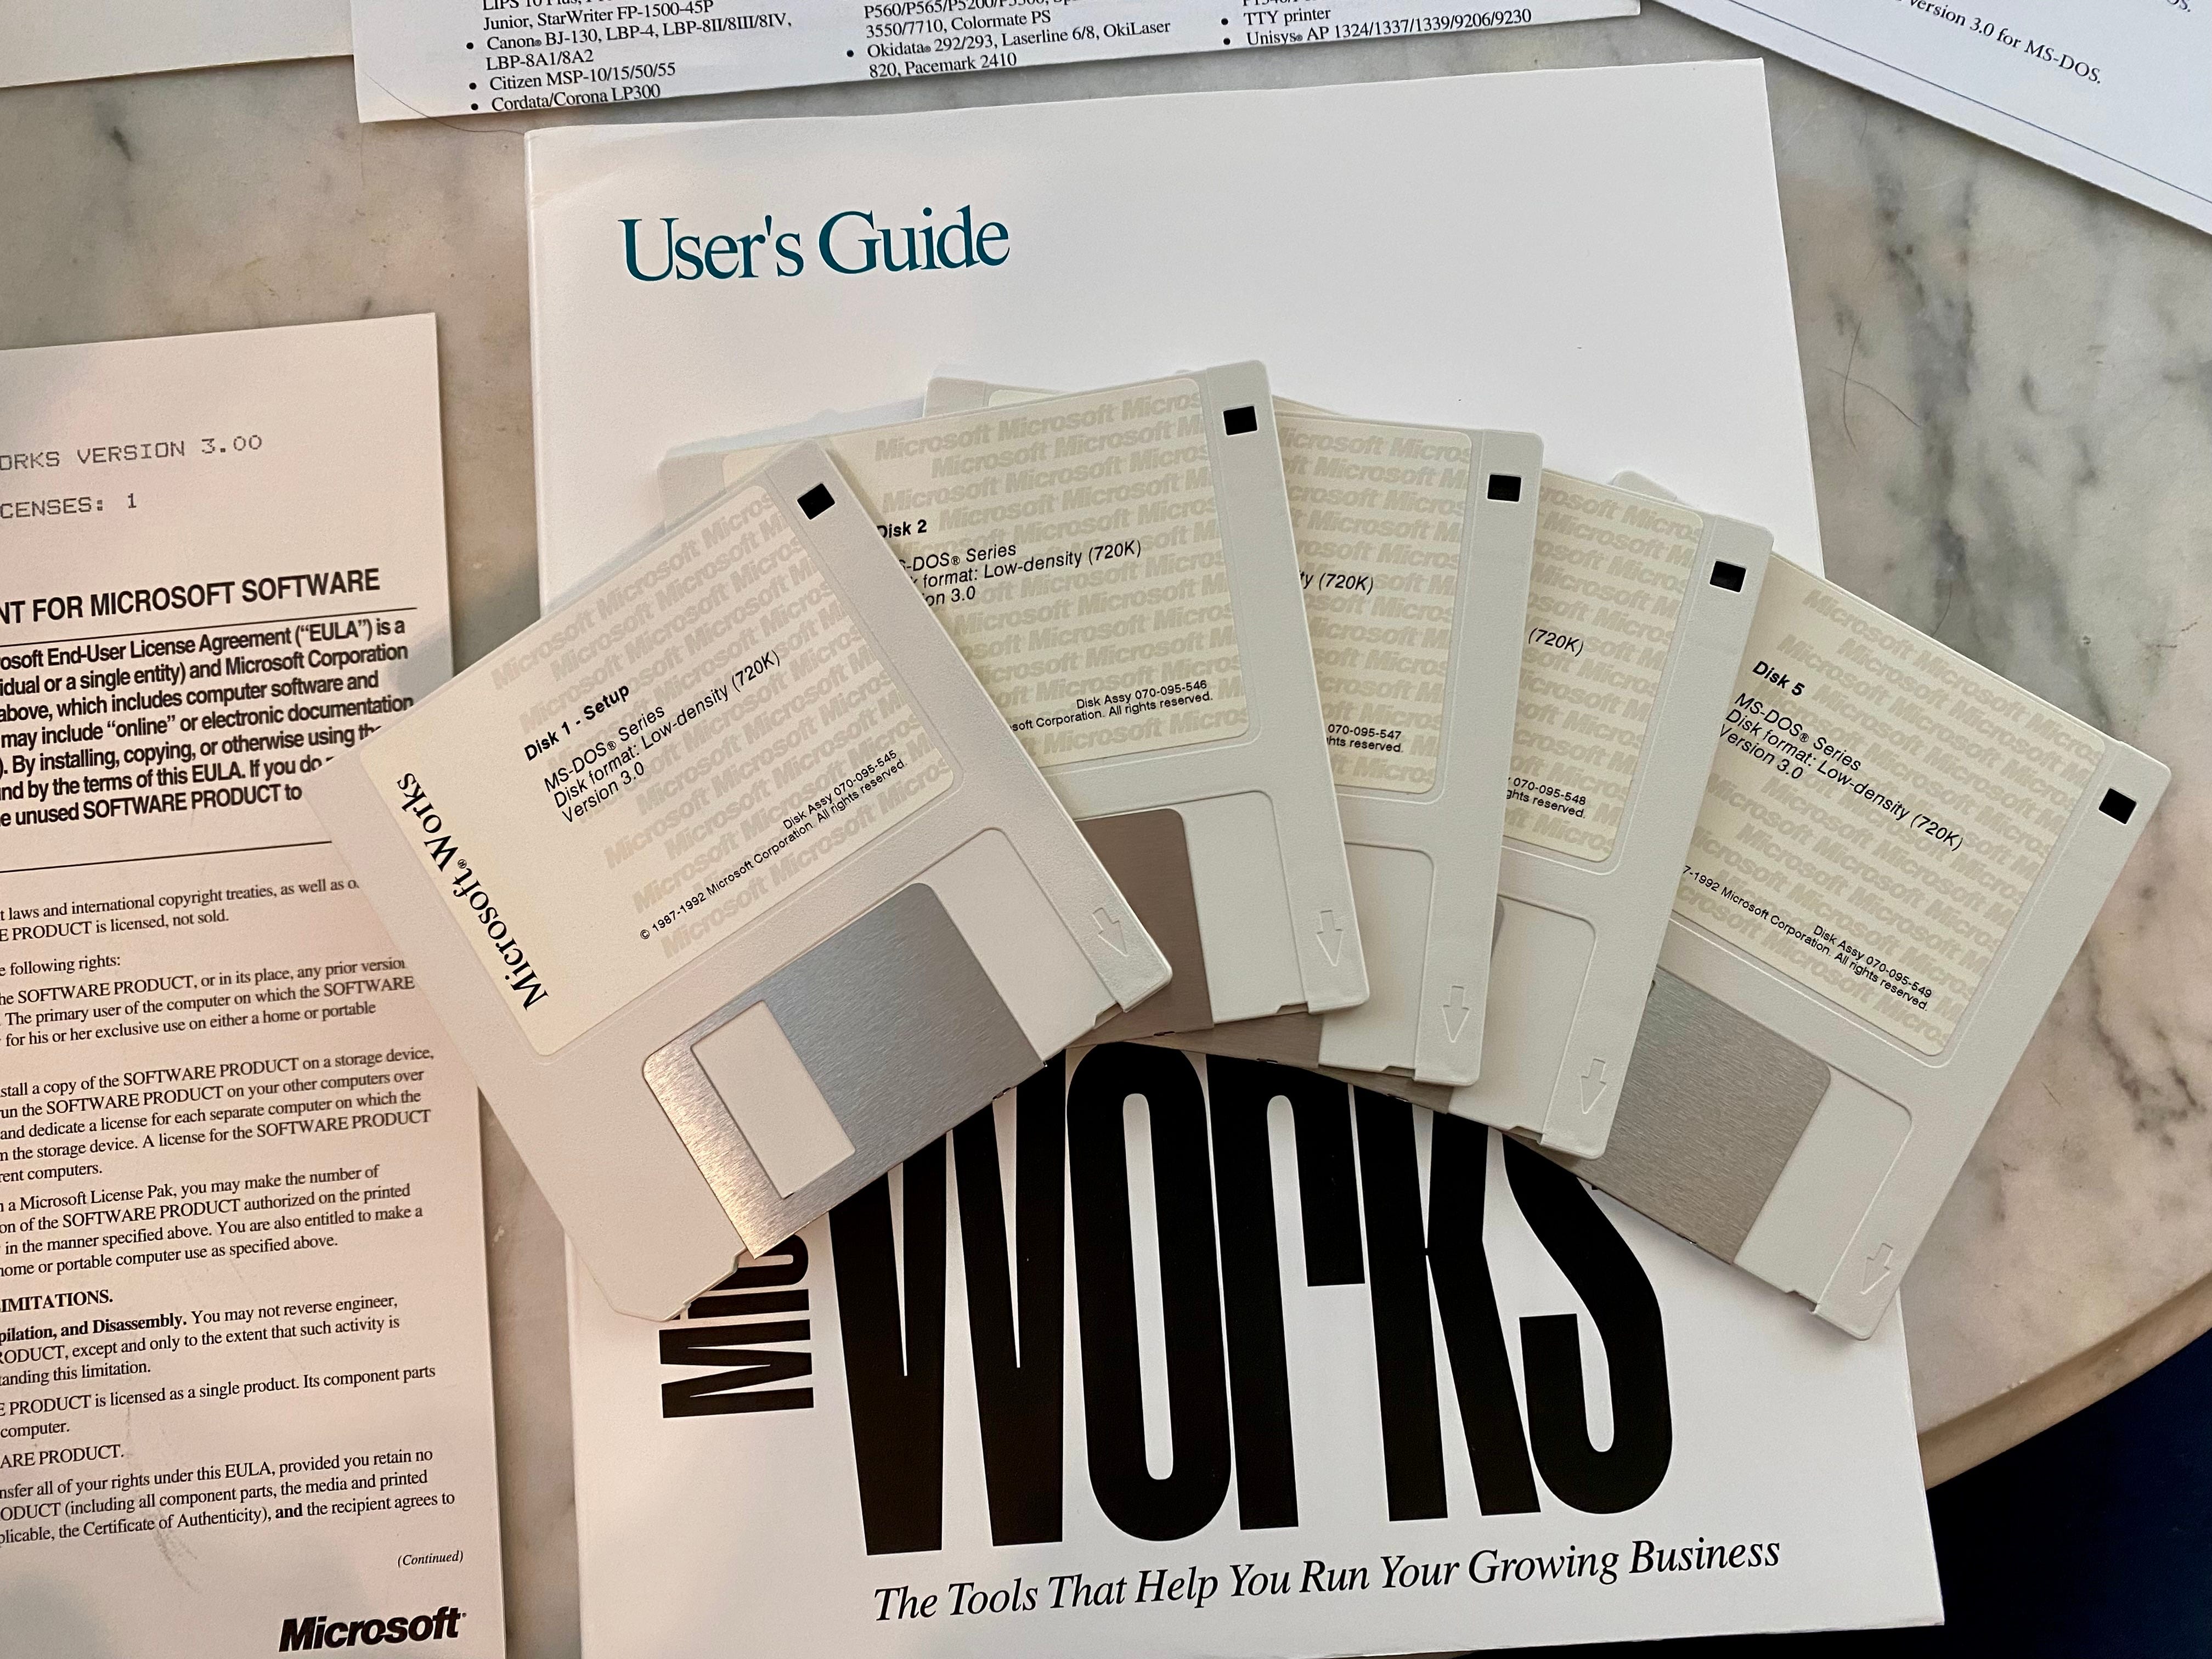 Junior, StarWriter FP-1500-45P
• Canon® BJ-130, LBP-4, LBP-8II/8III/8IV,
LBP-8A1/8A2
• Citizen MSP-10/15/50/55
• Cordata/Corona LP300
3550/7710, Colormate PS
• Okidata® 292/293, Laserline 6/8, OkiLaser
820, Pacemark 2410
• TTY printer
• Unisys® AP 1324/1337/1339/9206/9230
version 3.0 for MS-DOS.
User's Guide
ORKS VERSION 3.00
CENSES: 1
NT FOR MICROSOFT SOFTWARE
osoft End-User License Agreement (“EULA”) is a
idual or a single entity) and Microsoft Corporation
above, which includes computer software and
may include “online” or electronic documentation
). By installing, copying, or otherwise using the
nd by the terms of this EULA. If you do
e unused SOFTWARE PRODUCT to
t laws and international copyright treaties, as well as
E PRODUCT is licensed, not sold.
e following rights:
he SOFTWARE PRODUCT, or in its place, any prior version
. The primary user of the computer on which the SOFTWARE
for his or her exclusive use on either a home or portable
stall a copy of the SOFTWARE PRODUCT on a storage device,
run the SOFTWARE PRODUCT on your other computers over
and dedicate a license for each separate computer on which the
m the storage device. A license for the SOFTWARE PRODUCT
rent computers.
n a Microsoft License Pak, you may make the number of
on of the SOFTWARE PRODUCT authorized on the printed
in the manner specified above. You are also entitled to make a
home or portable computer use as specified above.
IMITATIONS.
pilation, and Disassembly. You may not reverse engineer,
RODUCT, except and only to the extent that such activity is
tanding this limitation.
E PRODUCT is licensed as a single product. Its component parts
computer.
ARE PRODUCT.
nsfer all of your rights under this EULA, provided you retain no
ODUCT (including all component parts, the media and printed
plicable, the Certificate of Authenticity), and the recipient agrees to
(Continued)
Microsoft
Microsoft® Works
Disk 1 - Setup
MS-DOS® Series
Disk format: Low-density (720K)
Version 3.0
Disk Assy 070-095-545
© 1987-1992 Microsoft Corporation. All rights reserved.
Disk 2
S-DOS® Series
format: Low-density (720K)
on 3.0
Disk Assy 070-095-546
soft Corporation. All rights reserved.
ty (720K)
070-095-547
hts reserved.
(720K)
070-095-548
ghts reserved.
Disk 5
MS-DOS® Series
Disk format: Low-density (720K)
Version 3.0
Disk Assy 070-095-549
7-1992 Microsoft Corporation. All rights reserved.
Works
The Tools That Help You Run Your Growing Business